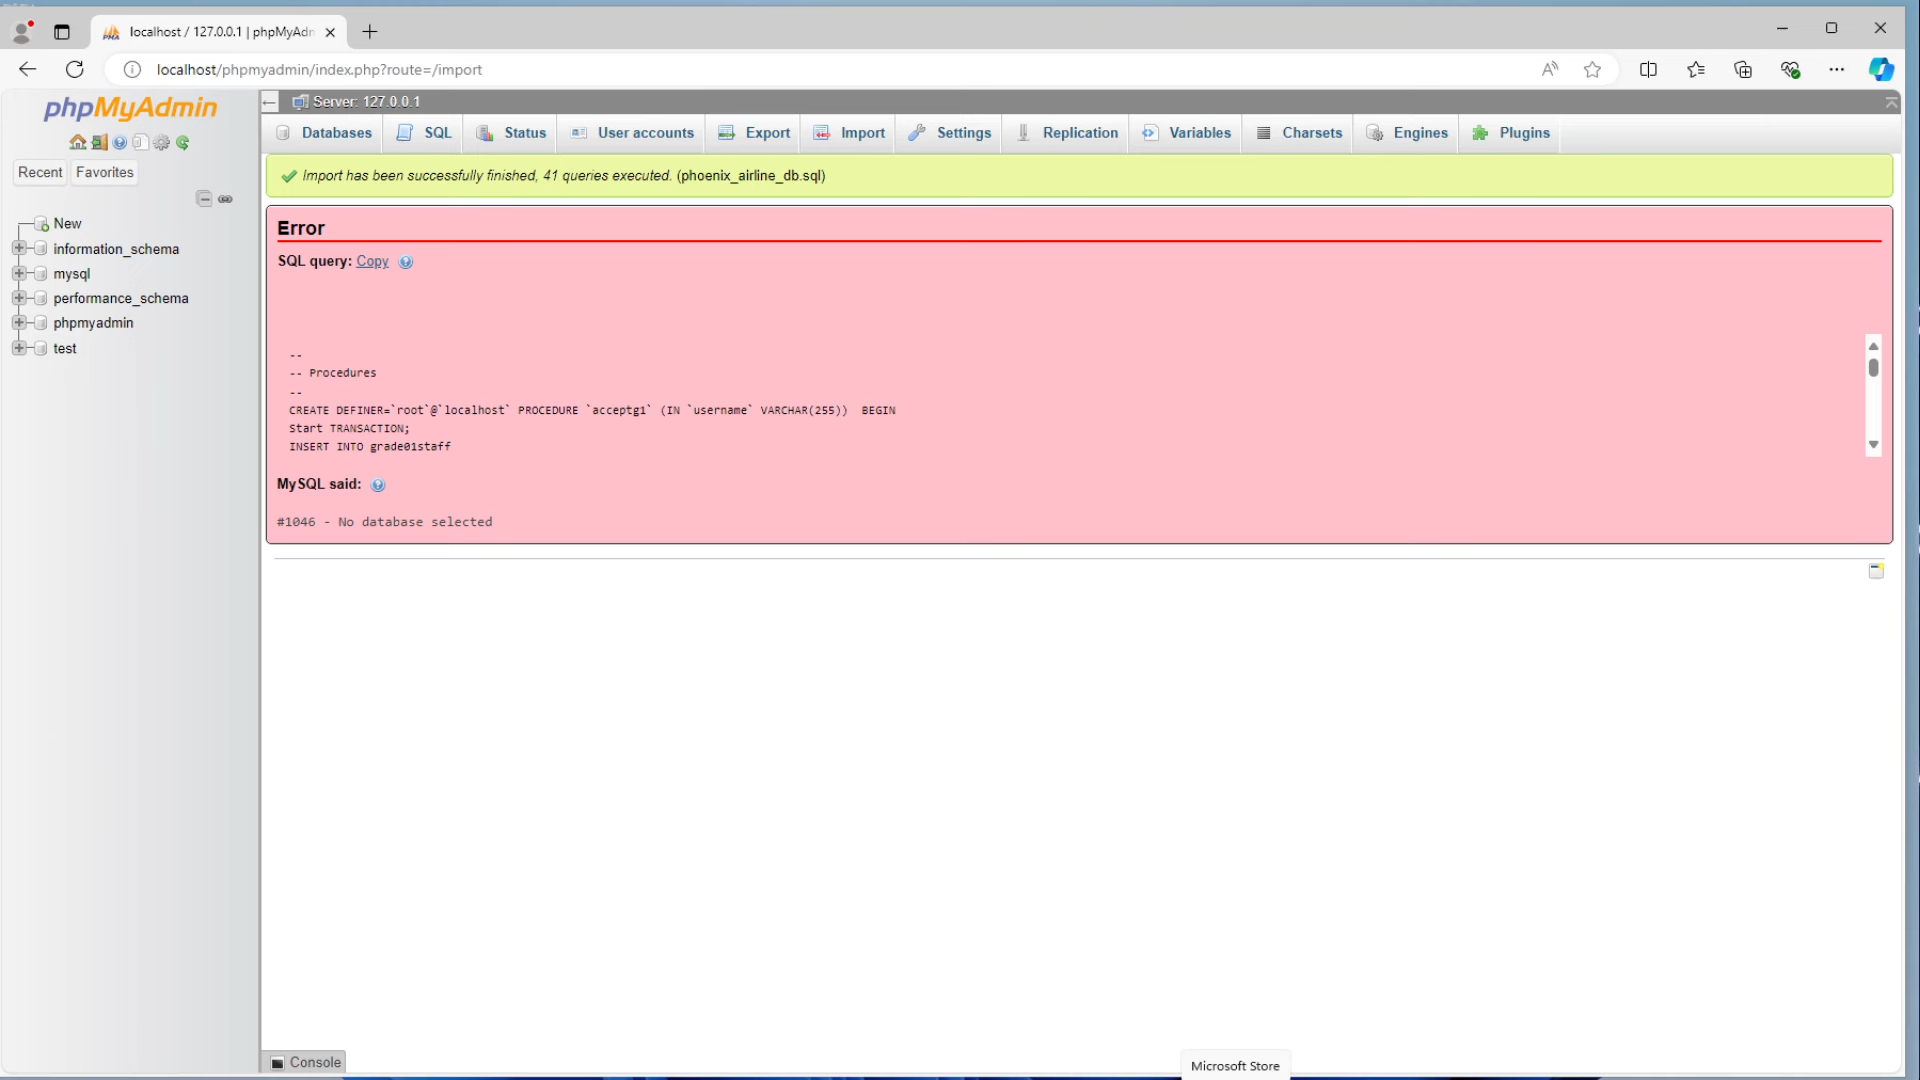 localhost / 127.0.0.1 | phpMyAdm
localhost/phpmyadmin/index.php?route=/import
phpMyAdmin
Recent
Favorites
New
information_schema
mysql
performance_schema
phpmyadmin
test
Server: 127.0.0.1
Databases
SQL
Status
User accounts
Export
Import
Settings
Replication
Variables
Charsets
Engines
Plugins
Import has been successfully finished, 41 queries executed. (phoenix_airline_db.sql)
Error
SQL query: Copy
--
-- Procedures
--
CREATE DEFINER=`root`@`localhost` PROCEDURE `acceptg1` (IN `username` VARCHAR(255))  BEGIN
Start TRANSACTION;
INSERT INTO grade01staff
MySQL said:
#1046 - No database selected
Console
Microsoft Store